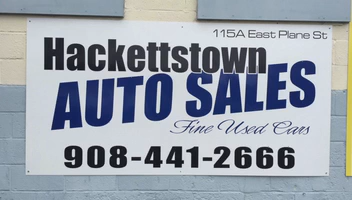 115A East Plane St
Hackettstown
AUTO SALES
Fine Used Cars
908-441-2666